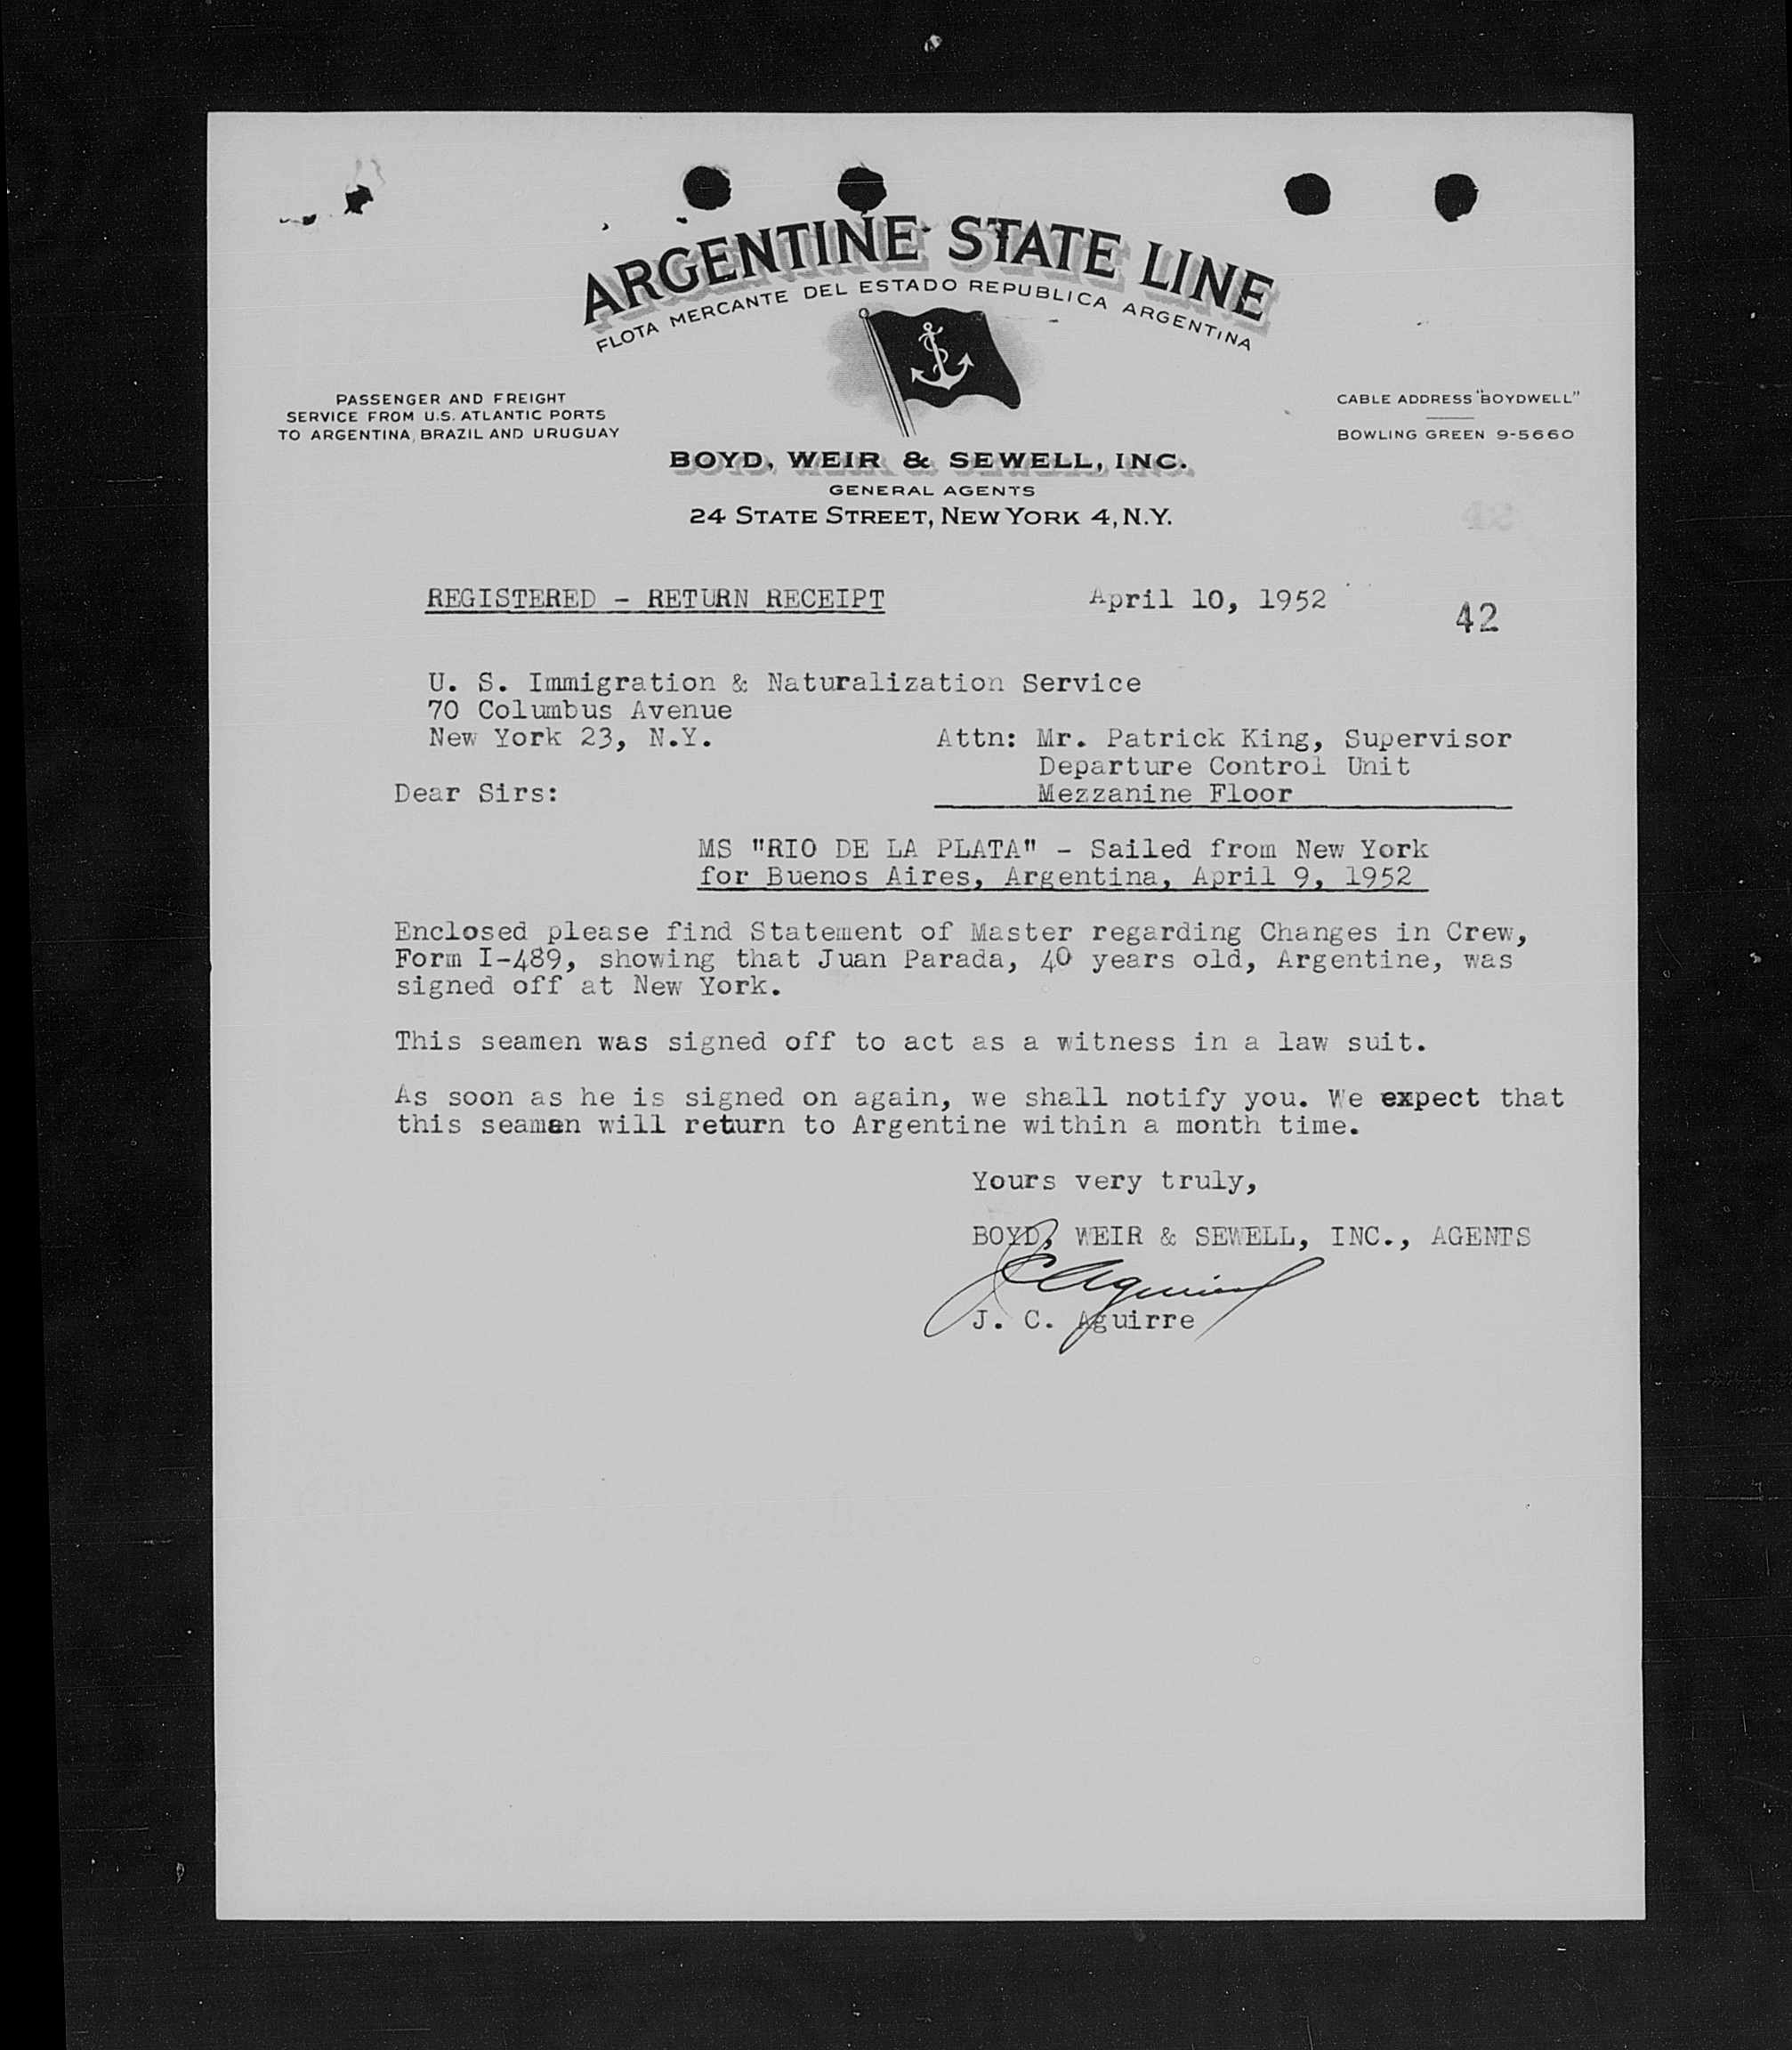 ARGENTINE STATE LINE
FLOTA MERCANTE DEL ESTADO REPUBLICA ARGENTINA
PASSENGER AND FREIGHT
SERVICE FROM U.S. ATLANTIC PORTS
TO ARGENTINA, BRAZIL AND URUGUAY
CABLE ADDRESS "BOYDWELL"
BOWLING GREEN 9-5660
BOYD, WEIR & SEWELL, INC.
GENERAL AGENTS
24 STATE STREET, NEW YORK 4, N.Y.
REGISTERED - RETURN RECEIPT
April 10, 1952
42
U. S. Immigration & Naturalization Service
70 Columbus Avenue
New York 23, N.Y.
Attn: Mr. Patrick King, Supervisor
Departure Control Unit
Mezzanine Floor
Dear Sirs:
MS "RIO DE LA PLATA" - Sailed from New York
for Buenos Aires, Argentina, April 9, 1952
Enclosed please find Statement of Master regarding Changes in Crew,
Form I-489, showing that Juan Parada, 40 years old, Argentine, was
signed off at New York.
This seamen was signed off to act as a witness in a law suit.
As soon as he is signed on again, we shall notify you. We expect that
this seaman will return to Argentine within a month time.
Yours very truly,
BOYD, WEIR & SEWELL, INC., AGENTS
JCAguirre
J. C. Aguirre